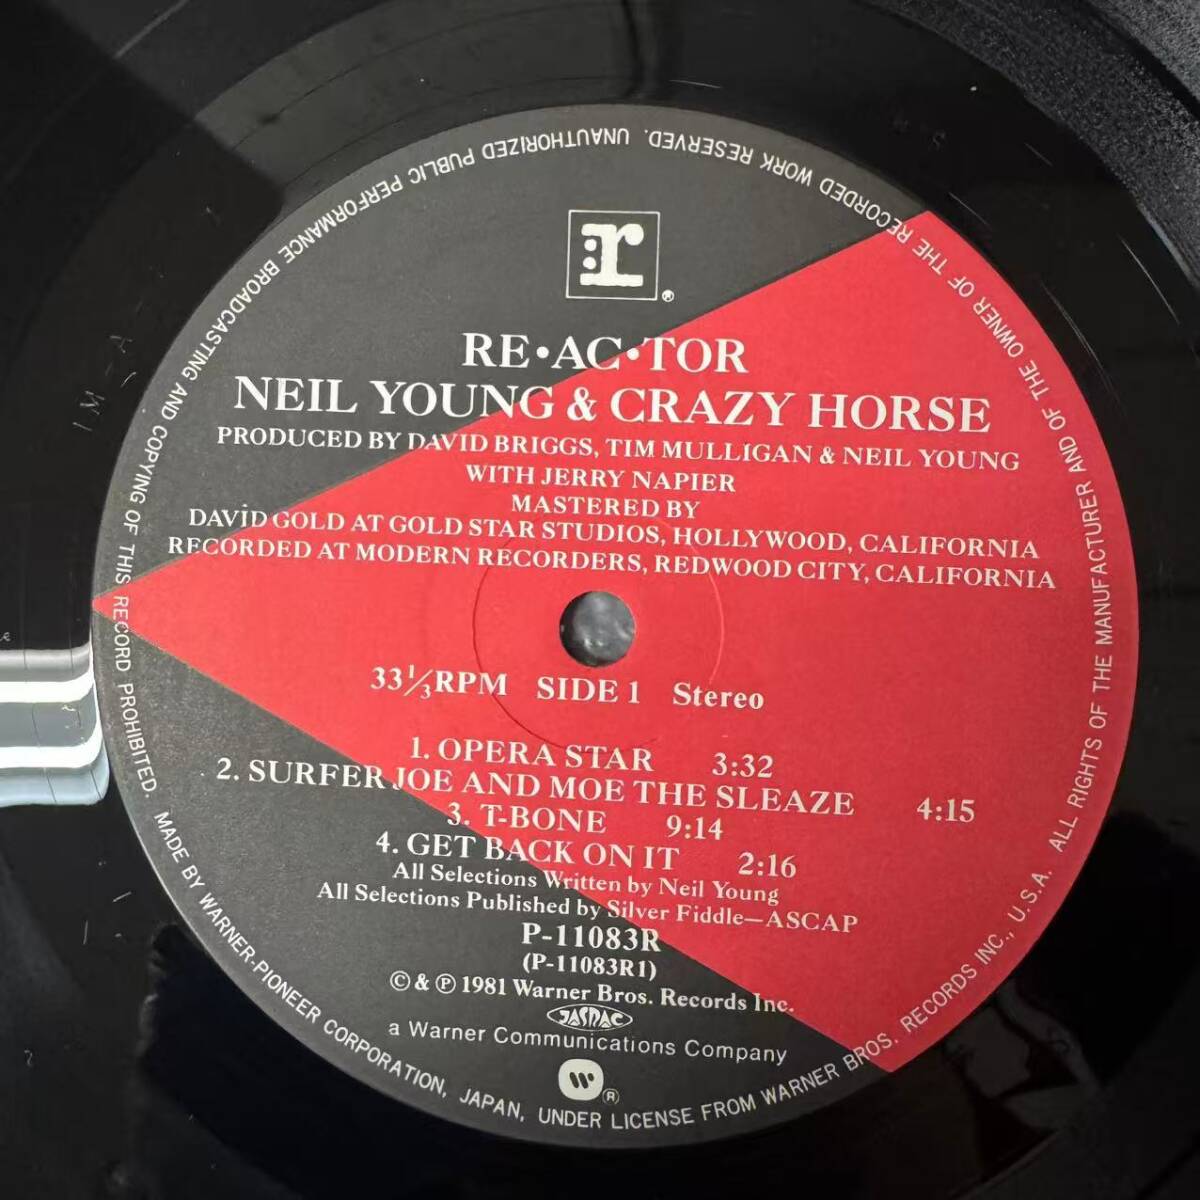 r
®
RE•AC•TOR
NEIL YOUNG & CRAZY HORSE
PRODUCED BY DAVID BRIGGS, TIM MULLIGAN & NEIL YOUNG
WITH JERRY NAPIER
MASTERED BY
DAVID GOLD AT GOLD STAR STUDIOS, HOLLYWOOD, CALIFORNIA
RECORDED AT MODERN RECORDERS, REDWOOD CITY, CALIFORNIA
33⅓RPM SIDE 1 Stereo
1. OPERA STAR 3:32
2. SURFER JOE AND MOE THE SLEAZE 4:15
3. T-BONE 9:14
4. GET BACK ON IT 2:16
All Selections Written by Neil Young
All Selections Published by Silver Fiddle—ASCAP
P-11083R
(P-11083R1)
© & ℗ 1981 Warner Bros. Records Inc.
JASRAC
a Warner Communications Company
W ®
MADE BY WARNER-PIONEER CORPORATION, JAPAN, UNDER LICENSE FROM WARNER BROS. RECORDS INC., U.S.A. ALL RIGHTS OF THE MANUFACTURER AND OF THE OWNER OF THE RECORDED WORK RESERVED. UNAUTHORIZED PUBLIC PERFORMANCE BROADCASTING AND COPYING OF THIS RECORD PROHIBITED.
1 M - A